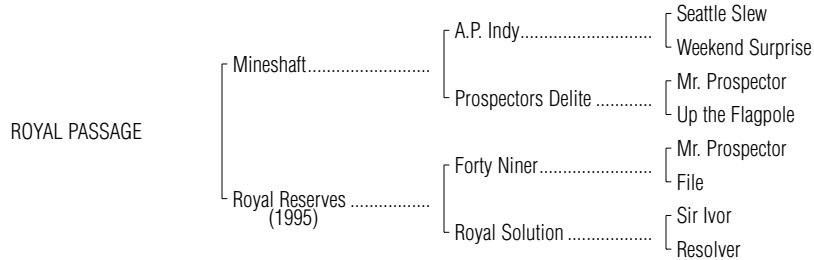 Seattle Slew
A.P. Indy............................
Weekend Surprise
Mineshaft..........................
Mr. Prospector
Prospectors Delite ............
Up the Flagpole
ROYAL PASSAGE
Mr. Prospector
Forty Niner........................
File
Royal Reserves .................
(1995)
Sir Ivor
Royal Solution ..................
Resolver